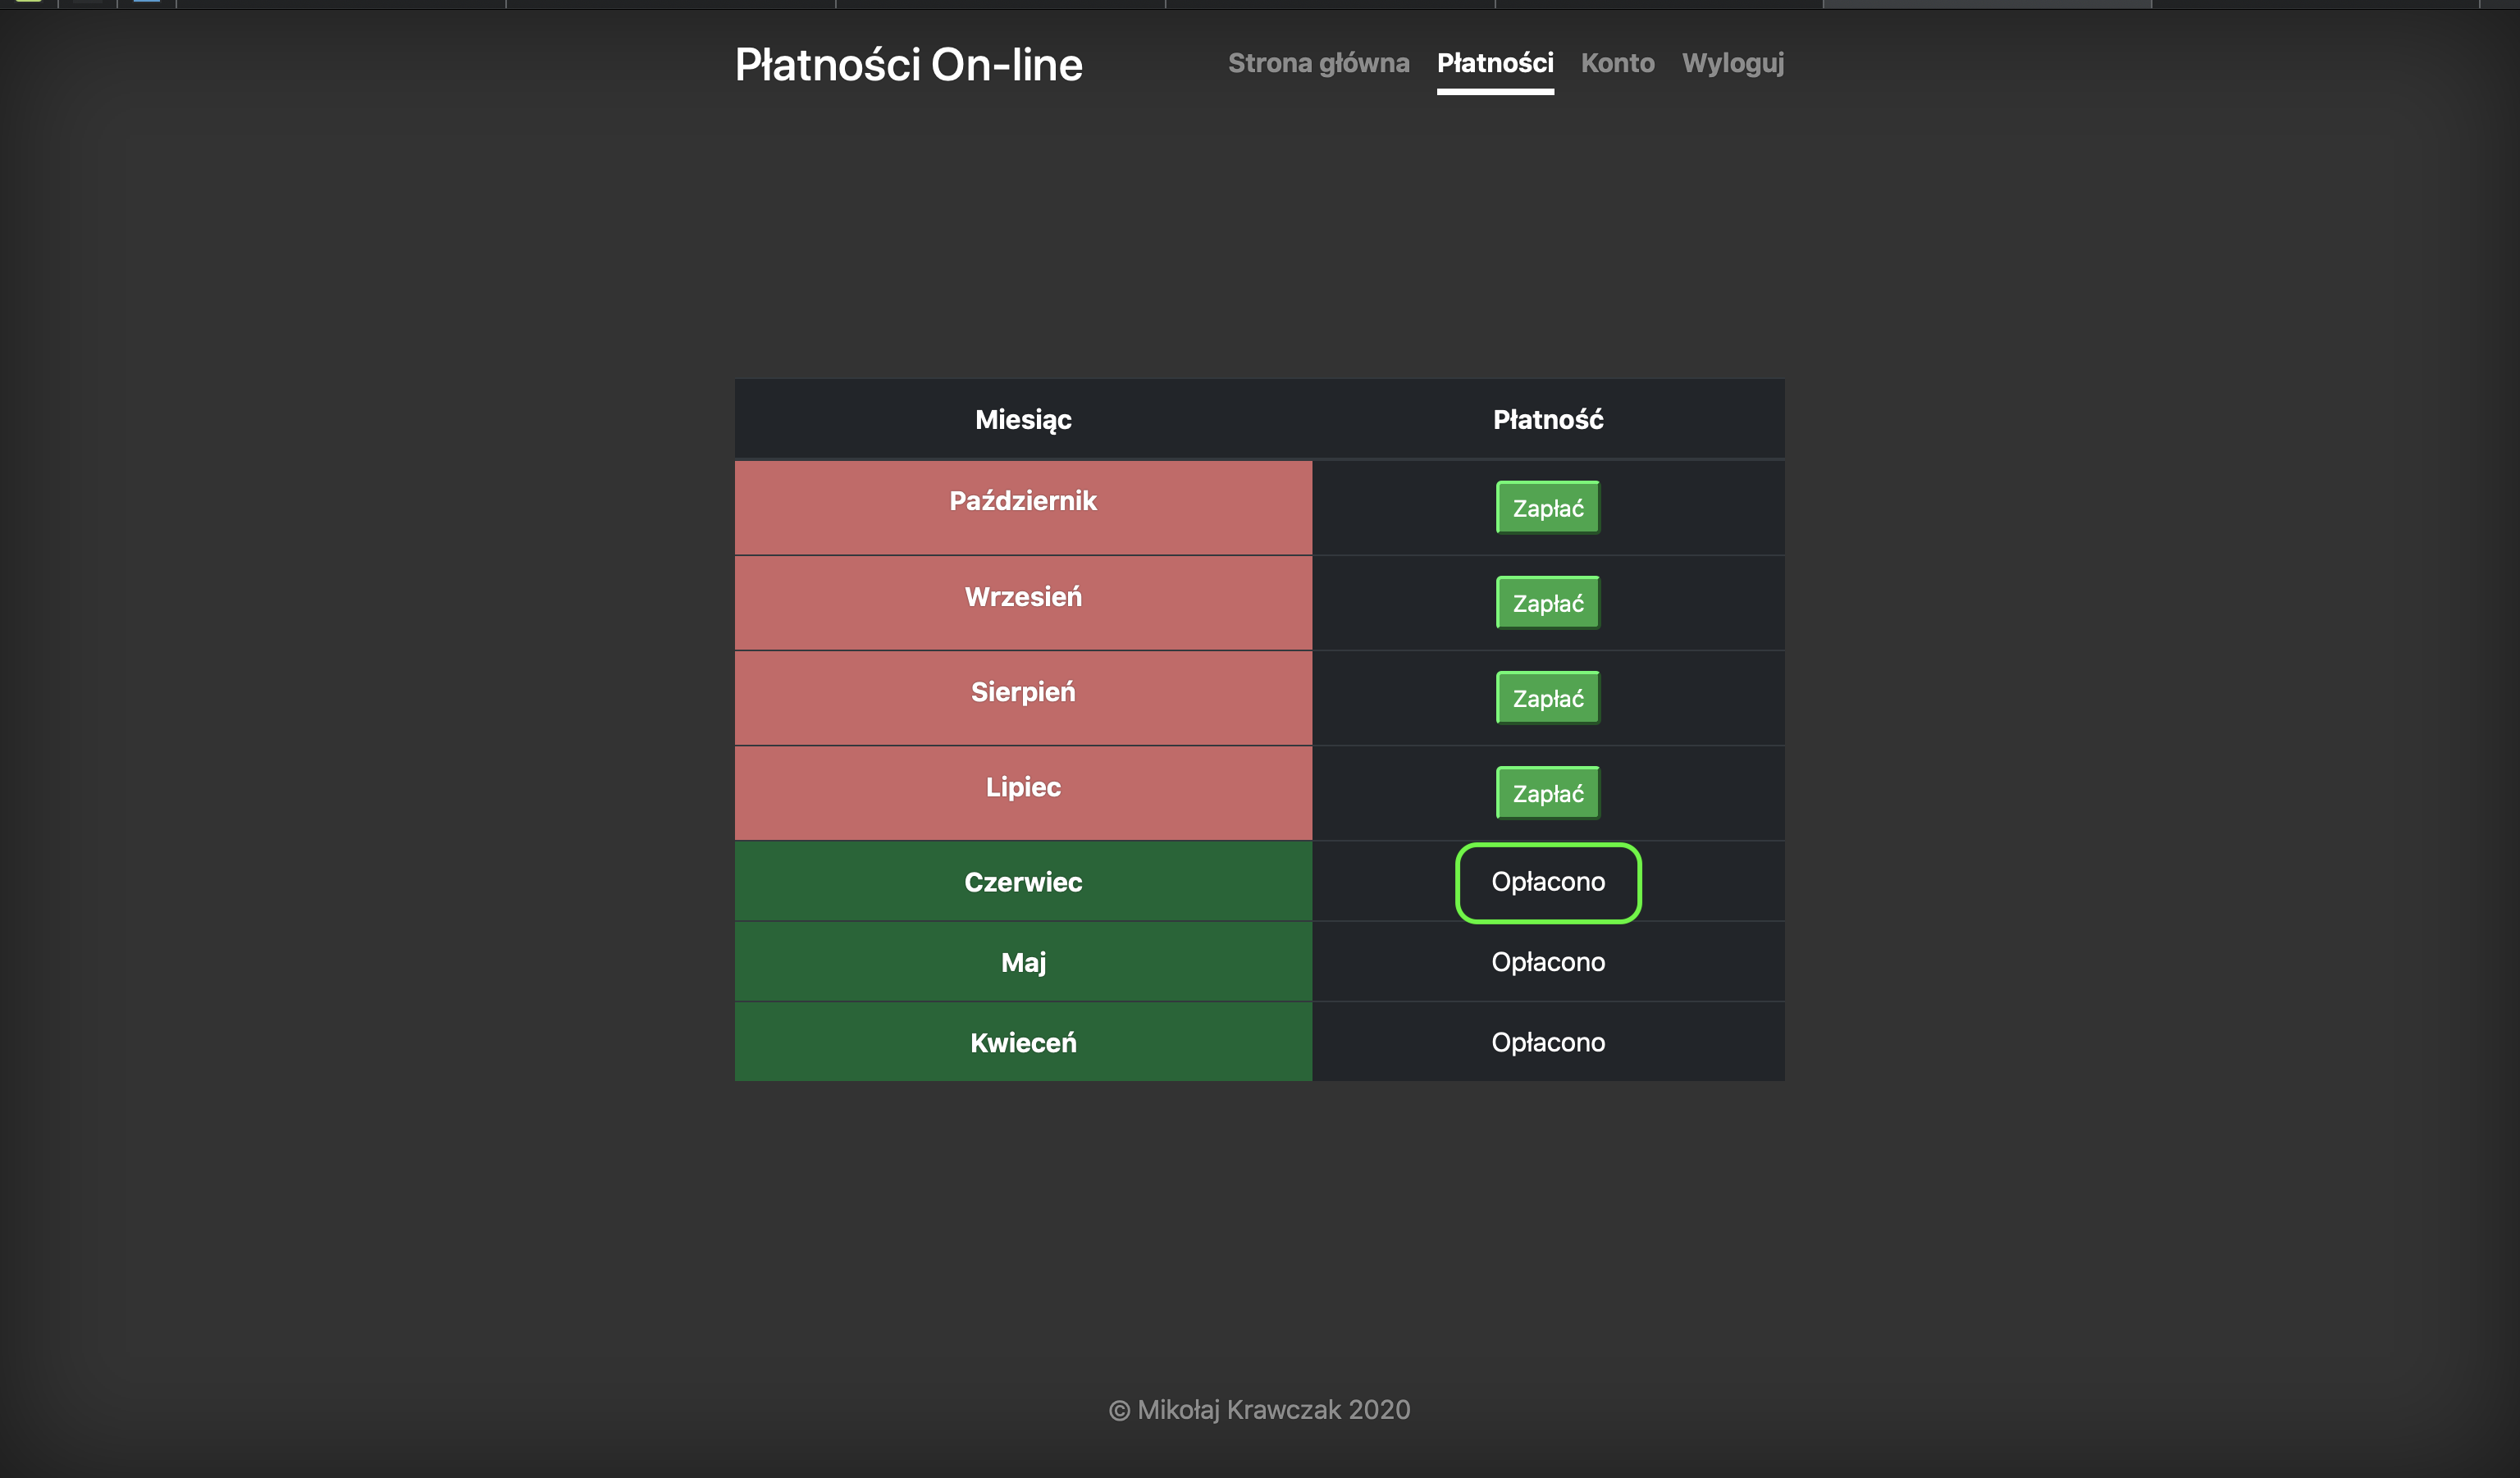 Płatności On-line
Strona główna Płatności Konto Wyloguj
Miesiąc Płatność
Październik Zapłać
Wrzesień Zapłać
Sierpień Zapłać
Lipiec Zapłać
Czerwiec Opłacono
Maj Opłacono
Kwieceń Opłacono
© Mikołaj Krawczak 2020